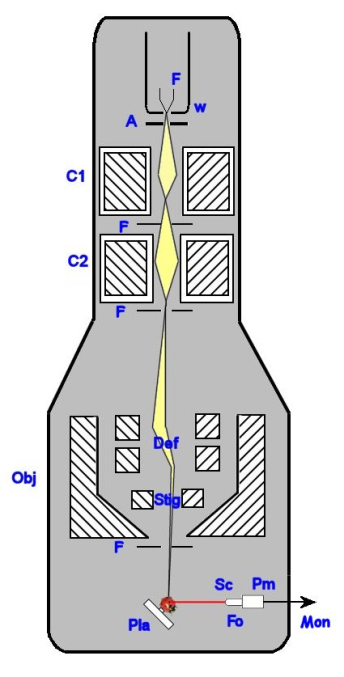 F
w
A
C1
F
C2
F
Def
Obj
Stig
F
Sc Pm
Pla Fo Mon